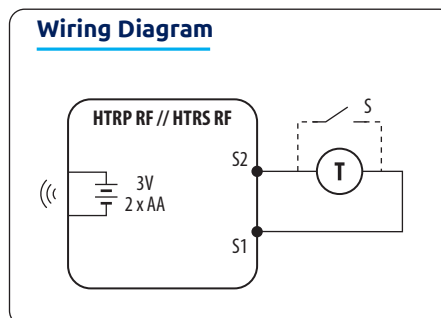 Wiring Diagram
HTRP RF // HTRS RF
S
S2
T
3V
2 x AA
S1